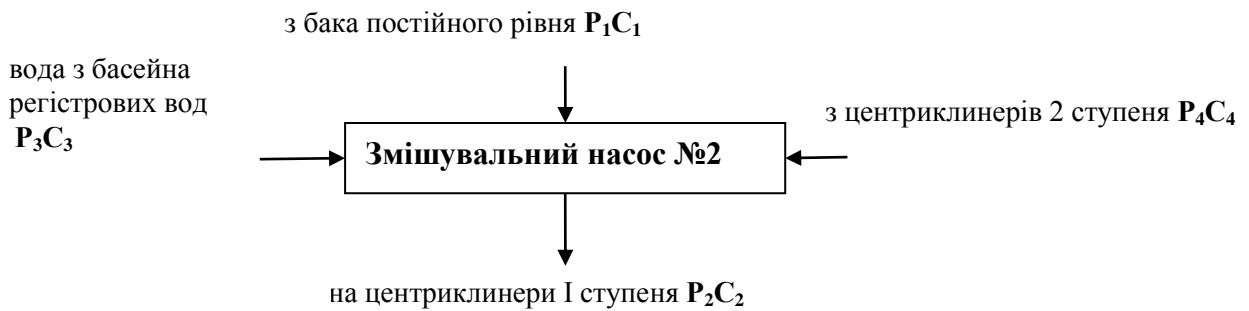 з бака постійного рівня P₁C₁
вода з басейна
регістрових вод
P₃C₃
з центриклинерів 2 ступеня P₄C₄
Змішувальний насос №2
на центриклинери І ступеня P₂C₂